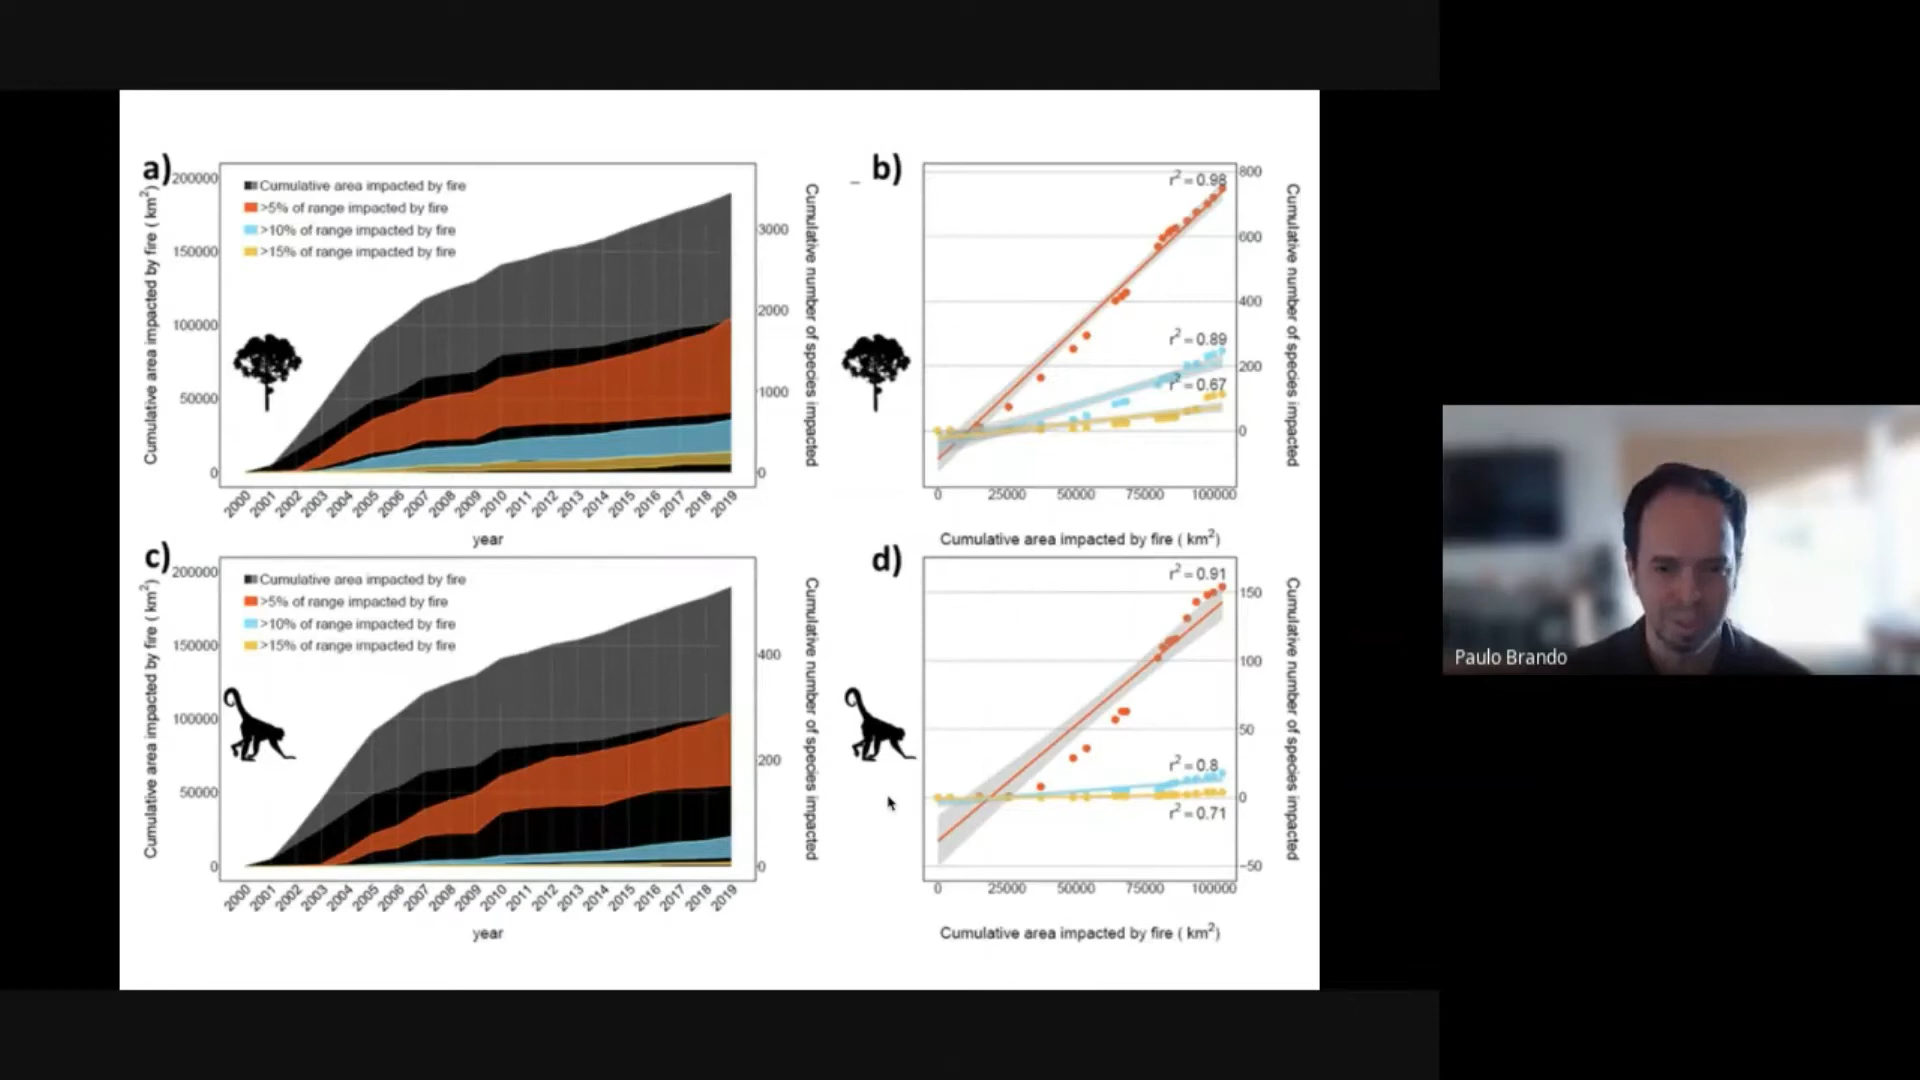 a)
200000
150000
100000
50000
0
Cumulative area impacted by fire ( km2)
Cumulative area impacted by fire
>5% of range impacted by fire
>10% of range impacted by fire
>15% of range impacted by fire
3000
2000
1000
0
Cumulative number of species impacted
2000 2001 2002 2003 2004 2005 2006 2007 2008 2009 2010 2011 2012 2013 2014 2015 2016 2017 2018 2019
year
b)
r2 = 0.98
r2 = 0.89
r2 = 0.67
800
600
400
200
0
Cumulative number of species impacted
0 25000 50000 75000 100000
Cumulative area impacted by fire ( km2)
c)
200000
150000
100000
50000
0
Cumulative area impacted by fire ( km2)
Cumulative area impacted by fire
>5% of range impacted by fire
>10% of range impacted by fire
>15% of range impacted by fire
400
200
0
Cumulative number of species impacted
2000 2001 2002 2003 2004 2005 2006 2007 2008 2009 2010 2011 2012 2013 2014 2015 2016 2017 2018 2019
year
d)
r2 = 0.91
r2 = 0.8
r2 = 0.71
150
100
50
0
−50
Cumulative number of species impacted
0 25000 50000 75000 100000
Cumulative area impacted by fire ( km2)
Paulo Brando